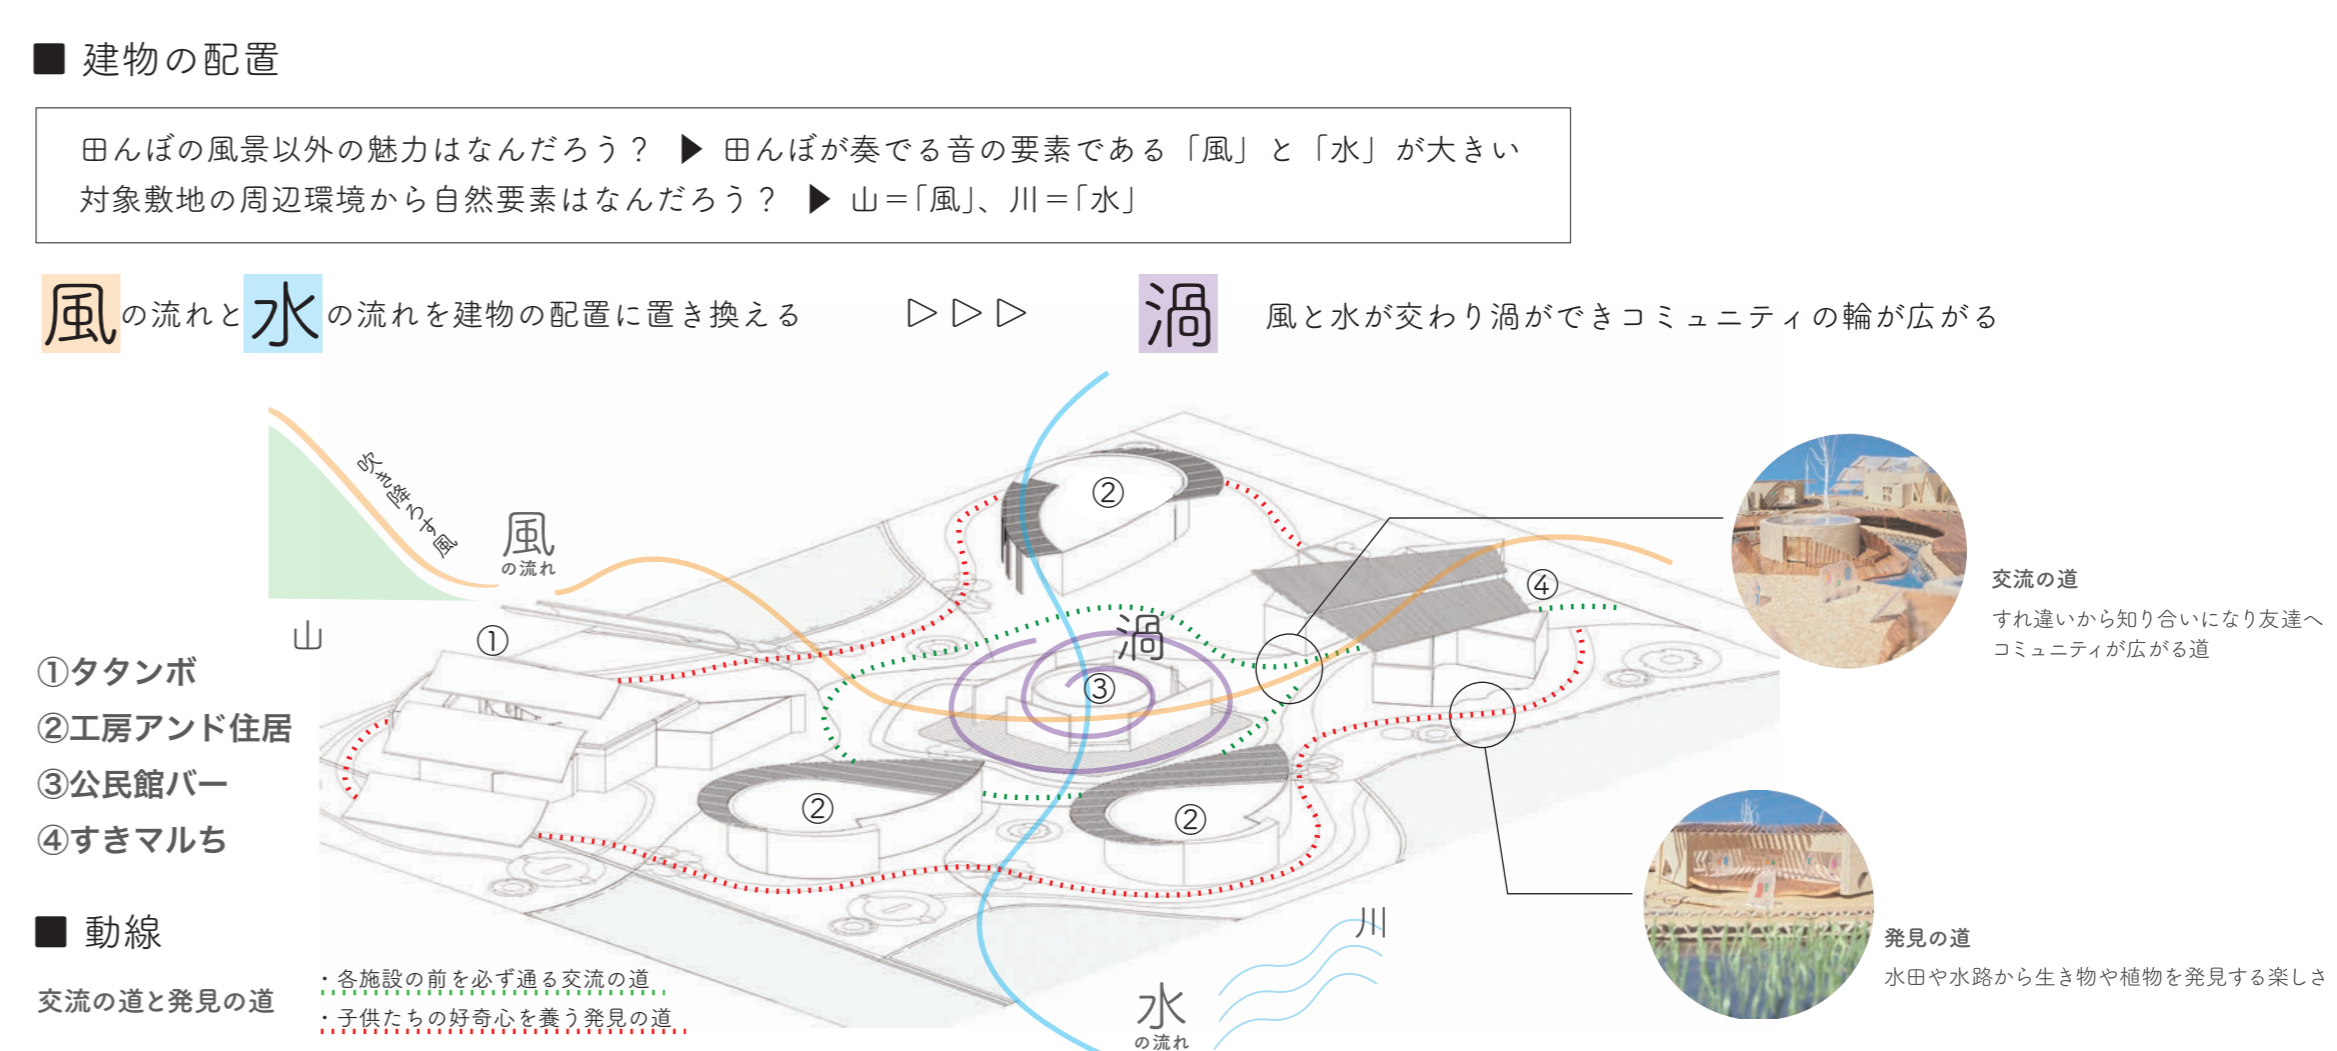 ■ 建物の配置
田んぼの風景以外の魅力はなんだろう？ ▶ 田んぼが奏でる音の要素である「風」と「水」が大きい
対象敷地の周辺環境から自然要素はなんだろう？ ▶ 山＝「風」、川＝「水」
風の流れと水の流れを建物の配置に置き換える ▷▷▷ 渦 風と水が交わり渦ができコミュニティの輪が広がる
吹き降ろす風
風
の流れ
山
①
②
渦
③
④
②
②
①タタンボ
②工房アンド住居
③公民館バー
④すきマルち
交流の道
すれ違いから知り合いになり友達へ
コミュニティが広がる道
発見の道
水田や水路から生き物や植物を発見する楽しさ
川
水
の流れ
■ 動線
交流の道と発見の道
・各施設の前を必ず通る交流の道
・子供たちの好奇心を養う発見の道